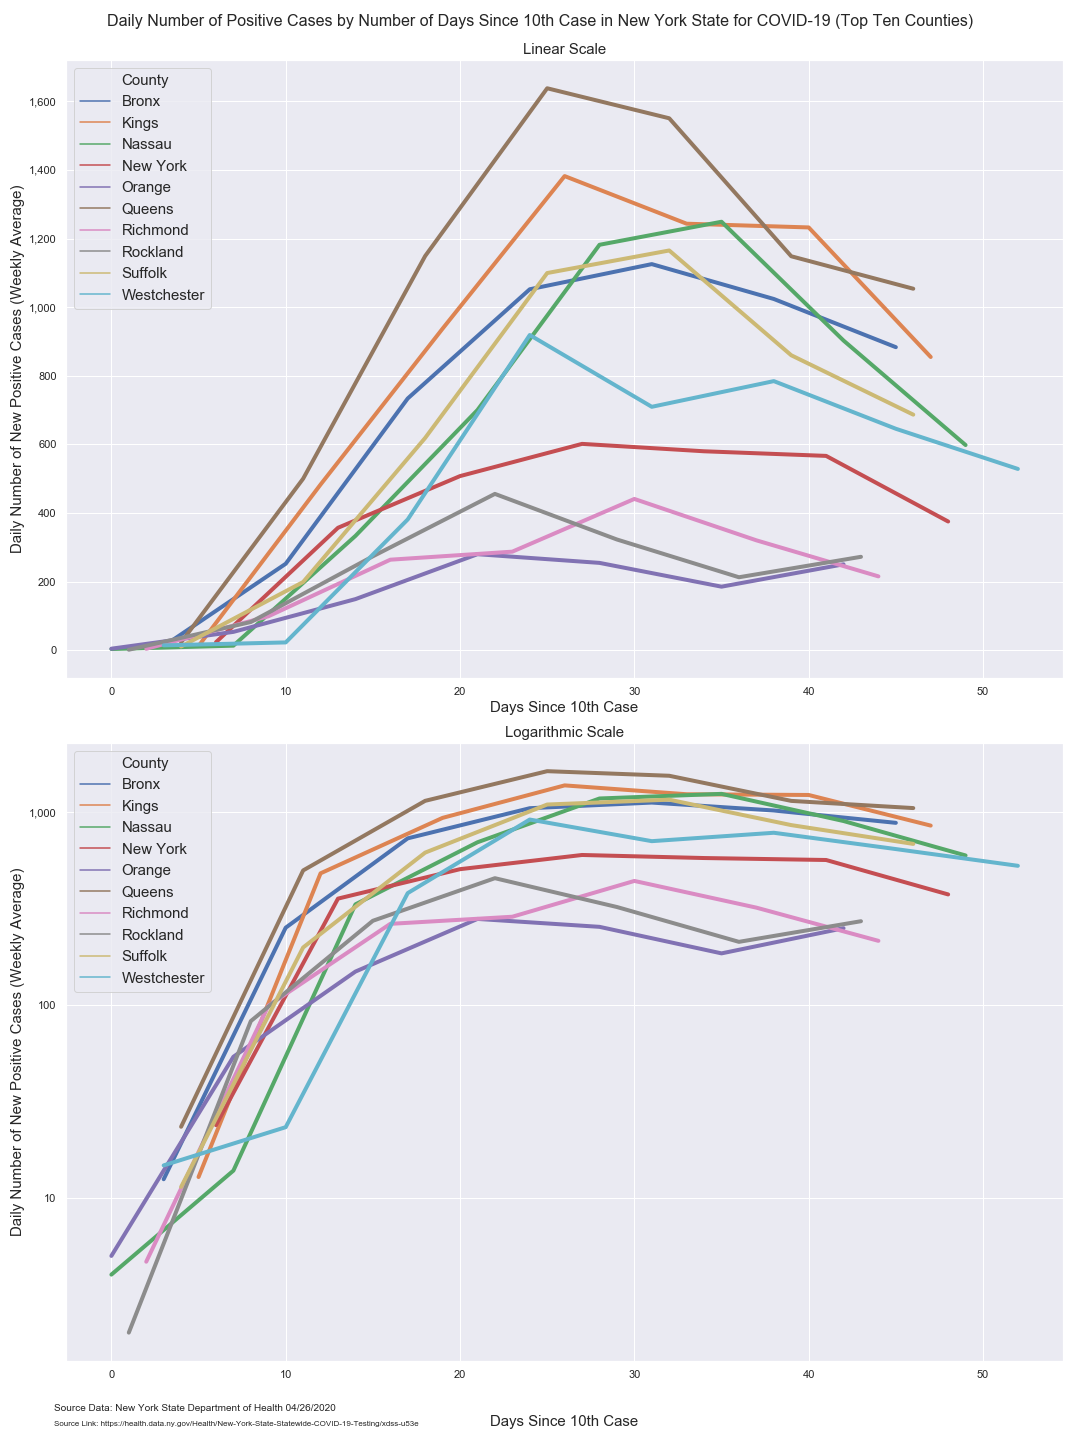 Daily Number of Positive Cases by Number of Days Since 10th Case in New York State for COVID-19 (Top Ten Counties)
Linear Scale
Daily Number of New Positive Cases (Weekly Average)
1,600
1,400
1,200
1,000
800
600
400
200
0
County
Bronx
Kings
Nassau
New York
Orange
Queens
Richmond
Rockland
Suffolk
Westchester
0 10 20 30 40 50
Days Since 10th Case
Logarithmic Scale
Daily Number of New Positive Cases (Weekly Average)
1,000
100
10
County
Bronx
Kings
Nassau
New York
Orange
Queens
Richmond
Rockland
Suffolk
Westchester
0 10 20 30 40 50
Days Since 10th Case
Source Data: New York State Department of Health 04/26/2020
Source Link: https://health.data.ny.gov/Health/New-York-State-Statewide-COVID-19-Testing/xdss-u53e